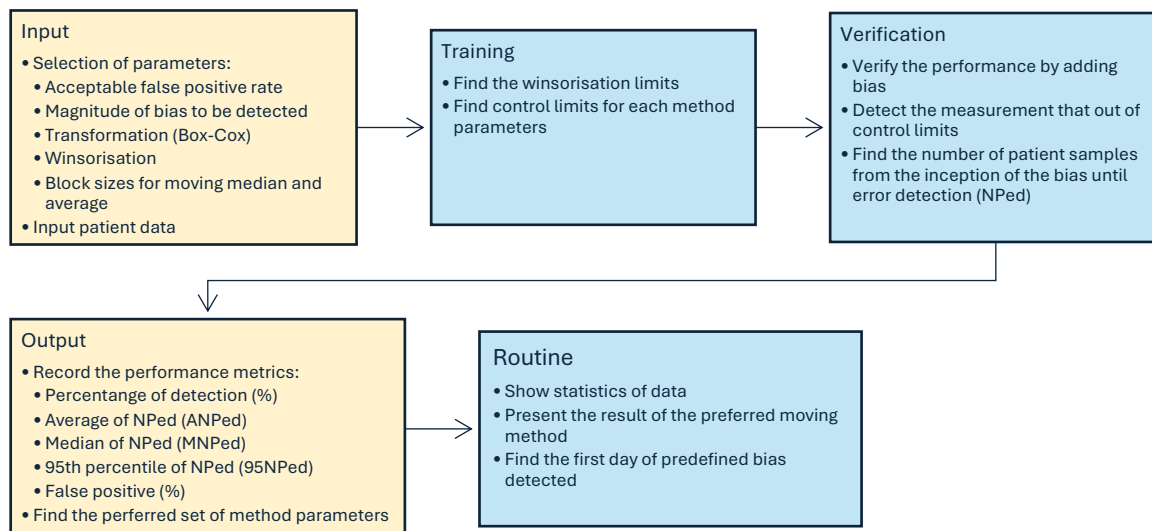 Input
• Selection of parameters:
• Acceptable false positive rate
• Magnitude of bias to be detected
• Transformation (Box-Cox)
• Winsorisation
• Block sizes for moving median and
average
• Input patient data
Training
• Find the winsorisation limits
• Find control limits for each method
parameters
Verification
• Verify the performance by adding
bias
• Detect the measurement that out of
control limits
• Find the number of patient samples
from the inception of the bias until
error detection (NPed)
Output
• Record the performance metrics:
• Percentange of detection (%)
• Average of NPed (ANPed)
• Median of NPed (MNPed)
• 95th percentile of NPed (95NPed)
• False positive (%)
• Find the perferred set of method parameters
Routine
• Show statistics of data
• Present the result of the preferred moving
method
• Find the first day of predefined bias
detected